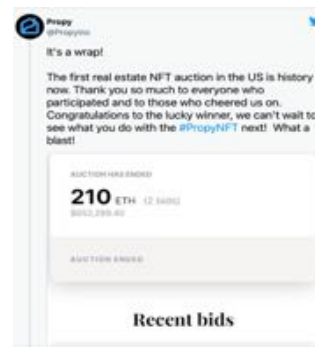 Propy
@PropyInc
It's a wrap!
The first real estate NFT auction in the US is history
now. Thank you so much to everyone who
participated and to those who cheered us on.
Congratulations to the lucky winner, we can't wait to
see what you do with the #PropyNFT next! What a
blast!
AUCTION HAS ENDED
210 ETH (2 bids)
AUCTION ENDED
Recent bids